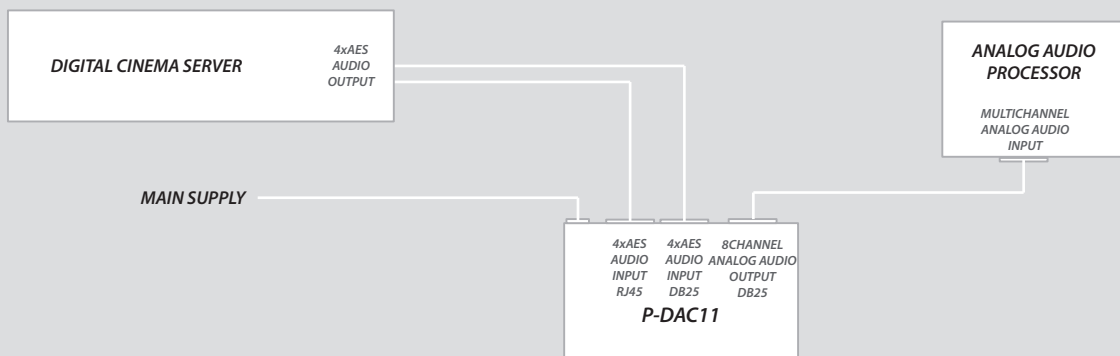 DIGITAL CINEMA SERVER
4xAES
AUDIO
OUTPUT
ANALOG AUDIO
PROCESSOR
MULTICHANNEL
ANALOG AUDIO
INPUT
MAIN SUPPLY
4xAES
AUDIO
INPUT
RJ45
4xAES
AUDIO
INPUT
DB25
8CHANNEL
ANALOG AUDIO
OUTPUT
DB25
P-DAC11